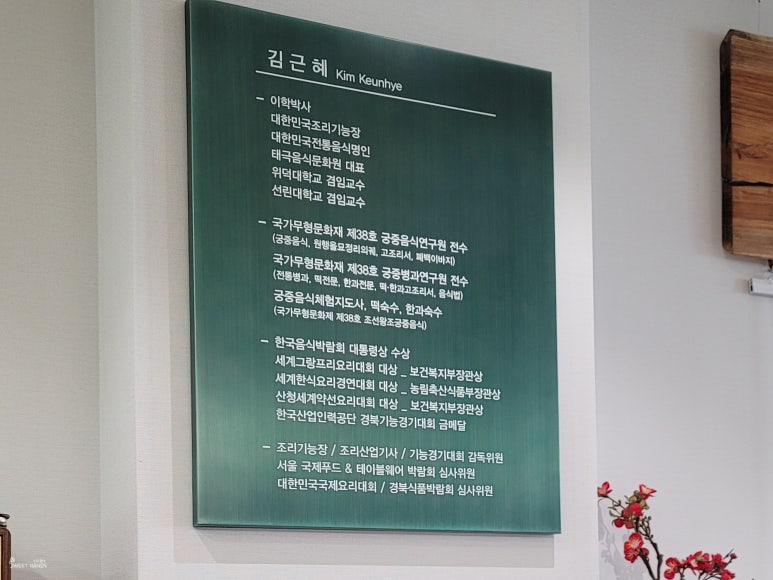 김근혜 Kim Keunhye
– 이학박사
대한민국조리기능장
대한민국전통음식명인
태극음식문화원 대표
위덕대학교 겸임교수
선린대학교 겸임교수
– 국가무형문화재 제38호 궁중음식연구원 전수
(궁중음식, 원행을묘정리의궤, 고조리서, 폐백이바지)
국가무형문화재 제38호 궁중병과연구원 전수
(전통병과, 떡전문, 한과전문, 떡·한과고조리서, 음식법)
궁중음식체험지도사, 떡숙수, 한과숙수
(국가무형문화제 제38호 조선왕조궁중음식)
– 한국음식박람회 대통령상 수상
세계그랑프리요리대회 대상 _ 보건복지부장관상
세계한식요리경연대회 대상 _ 농림축산식품부장관상
산청세계약선요리대회 대상 _ 보건복지부장관상
한국산업인력공단 경북기능경기대회 금메달
– 조리기능장 / 조리산업기사 / 기능경기대회 감독위원
서울 국제푸드 & 테이블웨어 박람회 심사위원
대한민국국제요리대회 / 경북식품박람회 심사위원
SWEET HANDS